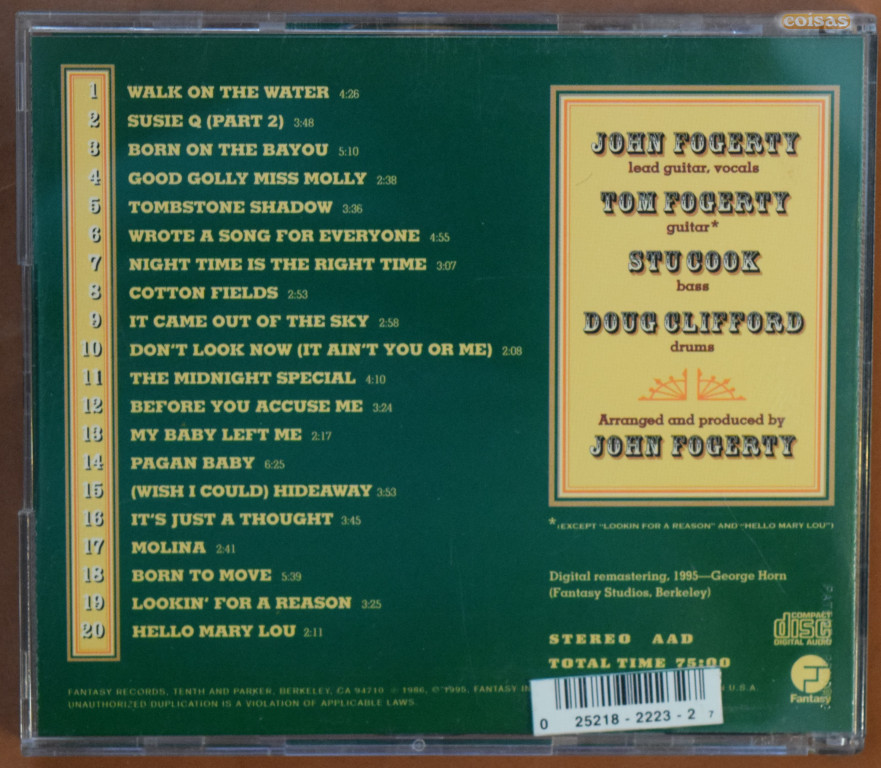 eoisas
1 WALK ON THE WATER 4:26
2 SUSIE Q (PART 2) 3:48
3 BORN ON THE BAYOU 5:10
4 GOOD GOLLY MISS MOLLY 2:38
5 TOMBSTONE SHADOW 3:36
6 WROTE A SONG FOR EVERYONE 4:55
7 NIGHT TIME IS THE RIGHT TIME 3:07
8 COTTON FIELDS 2:53
9 IT CAME OUT OF THE SKY 2:58
10 DON'T LOOK NOW (IT AIN'T YOU OR ME) 2:08
11 THE MIDNIGHT SPECIAL 4:10
12 BEFORE YOU ACCUSE ME 3:24
13 MY BABY LEFT ME 2:17
14 PAGAN BABY 6:25
15 (WISH I COULD) HIDEAWAY 3:53
16 IT'S JUST A THOUGHT 3:45
17 MOLINA 2:41
18 BORN TO MOVE 5:39
19 LOOKIN' FOR A REASON 3:25
20 HELLO MARY LOU 2:11
JOHN FOGERTY
lead guitar, vocals
TOM FOGERTY
guitar*
STU COOK
bass
DOUG CLIFFORD
drums
Arranged and produced by
JOHN FOGERTY
*(EXCEPT "LOOKIN FOR A REASON" AND "HELLO MARY LOU")
Digital remastering, 1995—George Horn
(Fantasy Studios, Berkeley)
STEREO AAD
TOTAL TIME 75:00
COMPACT
disc
DIGITAL AUDIO
Fantasy
FANTASY RECORDS, TENTH AND PARKER, BERKELEY, CA 94710 ℗ 1986, © 1995, FANTASY U.S.A.
UNAUTHORIZED DUPLICATION IS A VIOLATION OF APPLICABLE LAWS.
0 25218-2223-2 7